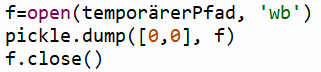 f=open(temporärerPfad, 'wb')
pickle.dump([0,0], f)
f.close()